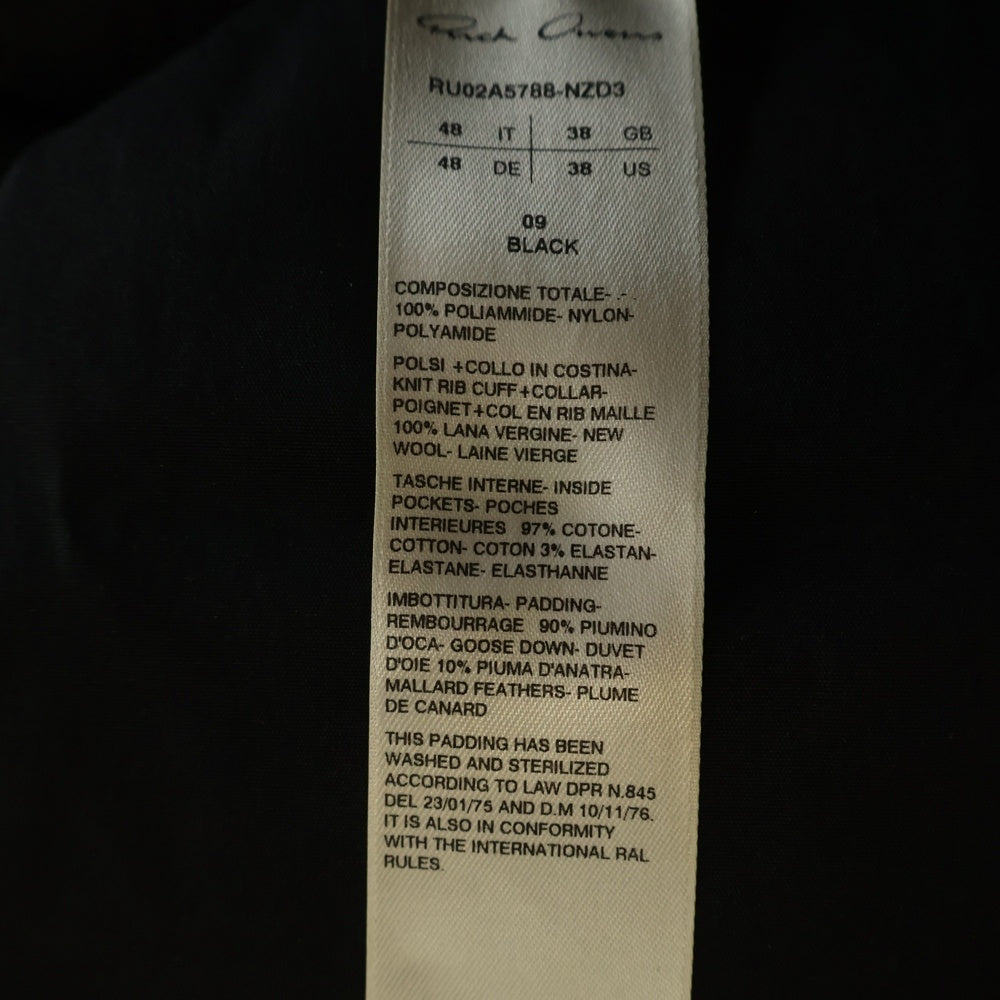 Rick Owens
RU02A5788-NZD3
48 IT 38 GB
48 DE 38 US
09
BLACK
COMPOSIZIONE TOTALE- .- .
100% POLIAMMIDE- NYLON-
POLYAMIDE
POLSI +COLLO IN COSTINA-
KNIT RIB CUFF+COLLAR-
POIGNET+COL EN RIB MAILLE
100% LANA VERGINE- NEW
WOOL- LAINE VIERGE
TASCHE INTERNE- INSIDE
POCKETS- POCHES
INTERIEURES 97% COTONE-
COTTON- COTON 3% ELASTAN-
ELASTANE- ELASTHANNE
IMBOTTITURA- PADDING-
REMBOURRAGE 90% PIUMINO
D'OCA- GOOSE DOWN- DUVET
D'OIE 10% PIUMA D'ANATRA-
MALLARD FEATHERS- PLUME
DE CANARD
THIS PADDING HAS BEEN
WASHED AND STERILIZED
ACCORDING TO LAW DPR N.845
DEL 23/01/75 AND D.M 10/11/76.
IT IS ALSO IN CONFORMITY
WITH THE INTERNATIONAL RAL
RULES.